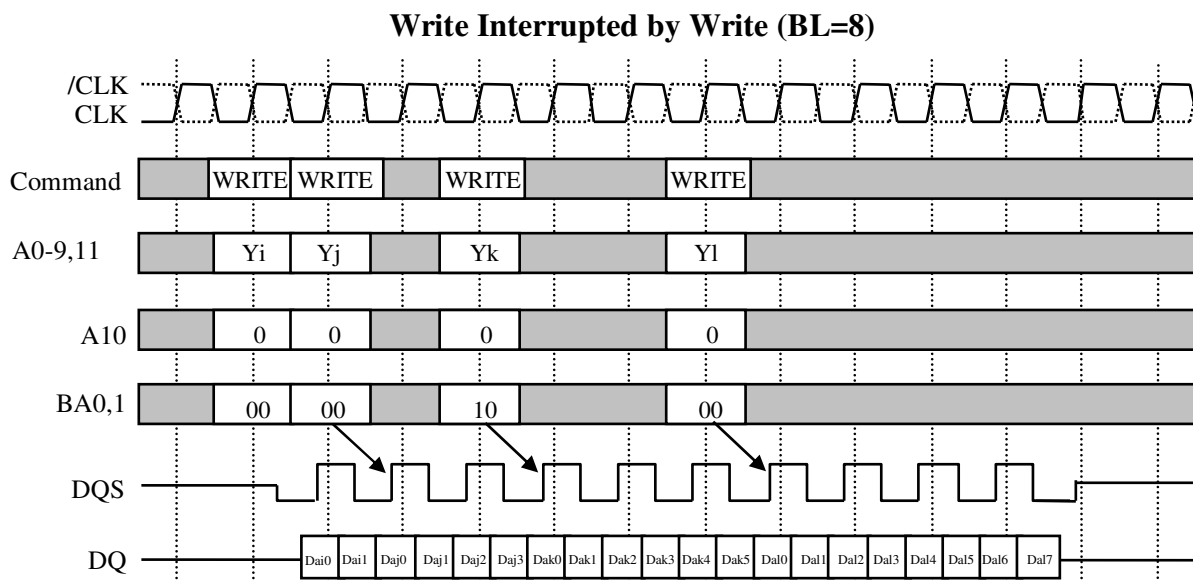 Write Interrupted by Write (BL=8)
/CLK
CLK
Command WRITE WRITE WRITE WRITE
A0-9,11 Yi Yj Yk Yl
A10 0 0 0 0
BA0,1 00 00 10 00
DQS
DQ Dai0 Dai1 Daj0 Daj1 Daj2 Daj3 Dak0 Dak1 Dak2 Dak3 Dak4 Dak5 Dal0 Dal1 Dal2 Dal3 Dal4 Dal5 Dal6 Dal7